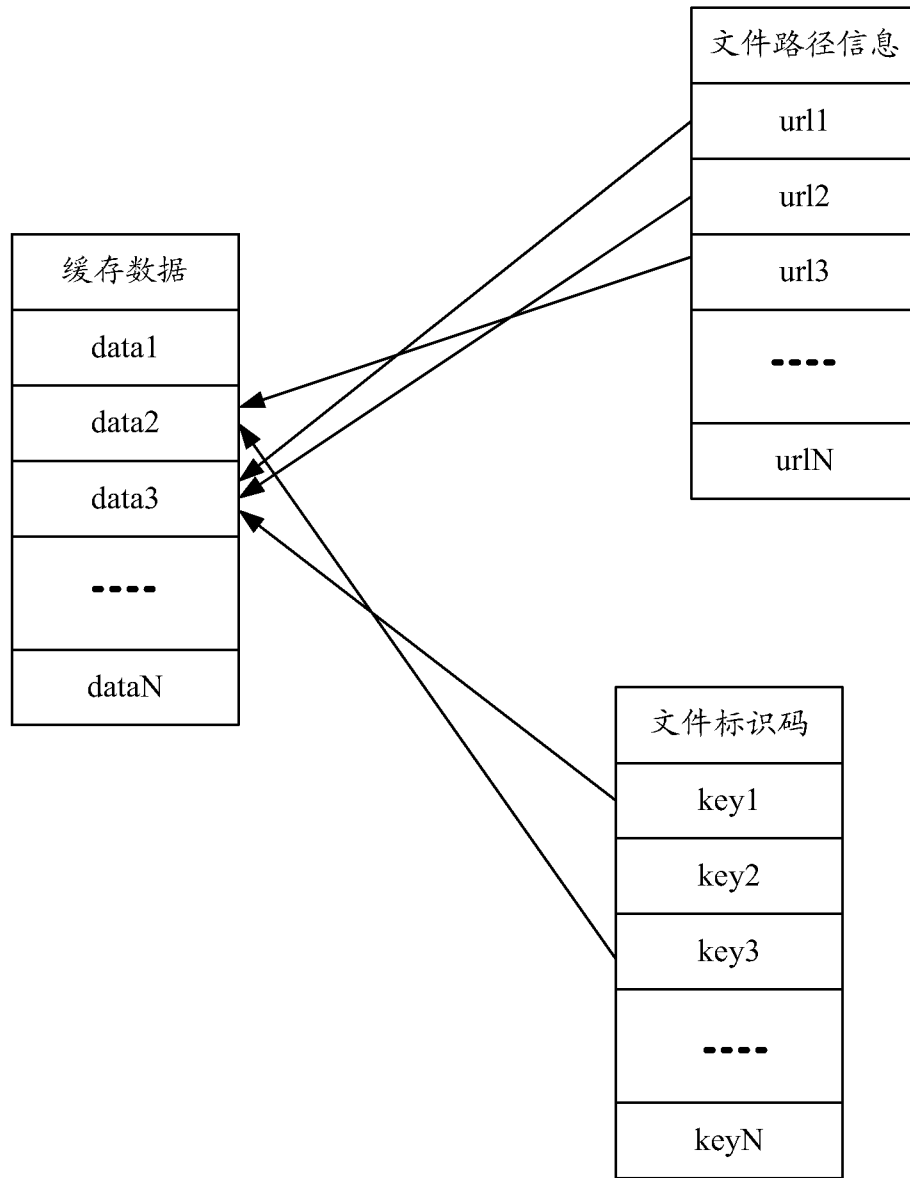 文件路径信息
url1
url2
url3
----
urlN
缓存数据
data1
data2
data3
----
dataN
文件标识码
key1
key2
key3
----
keyN